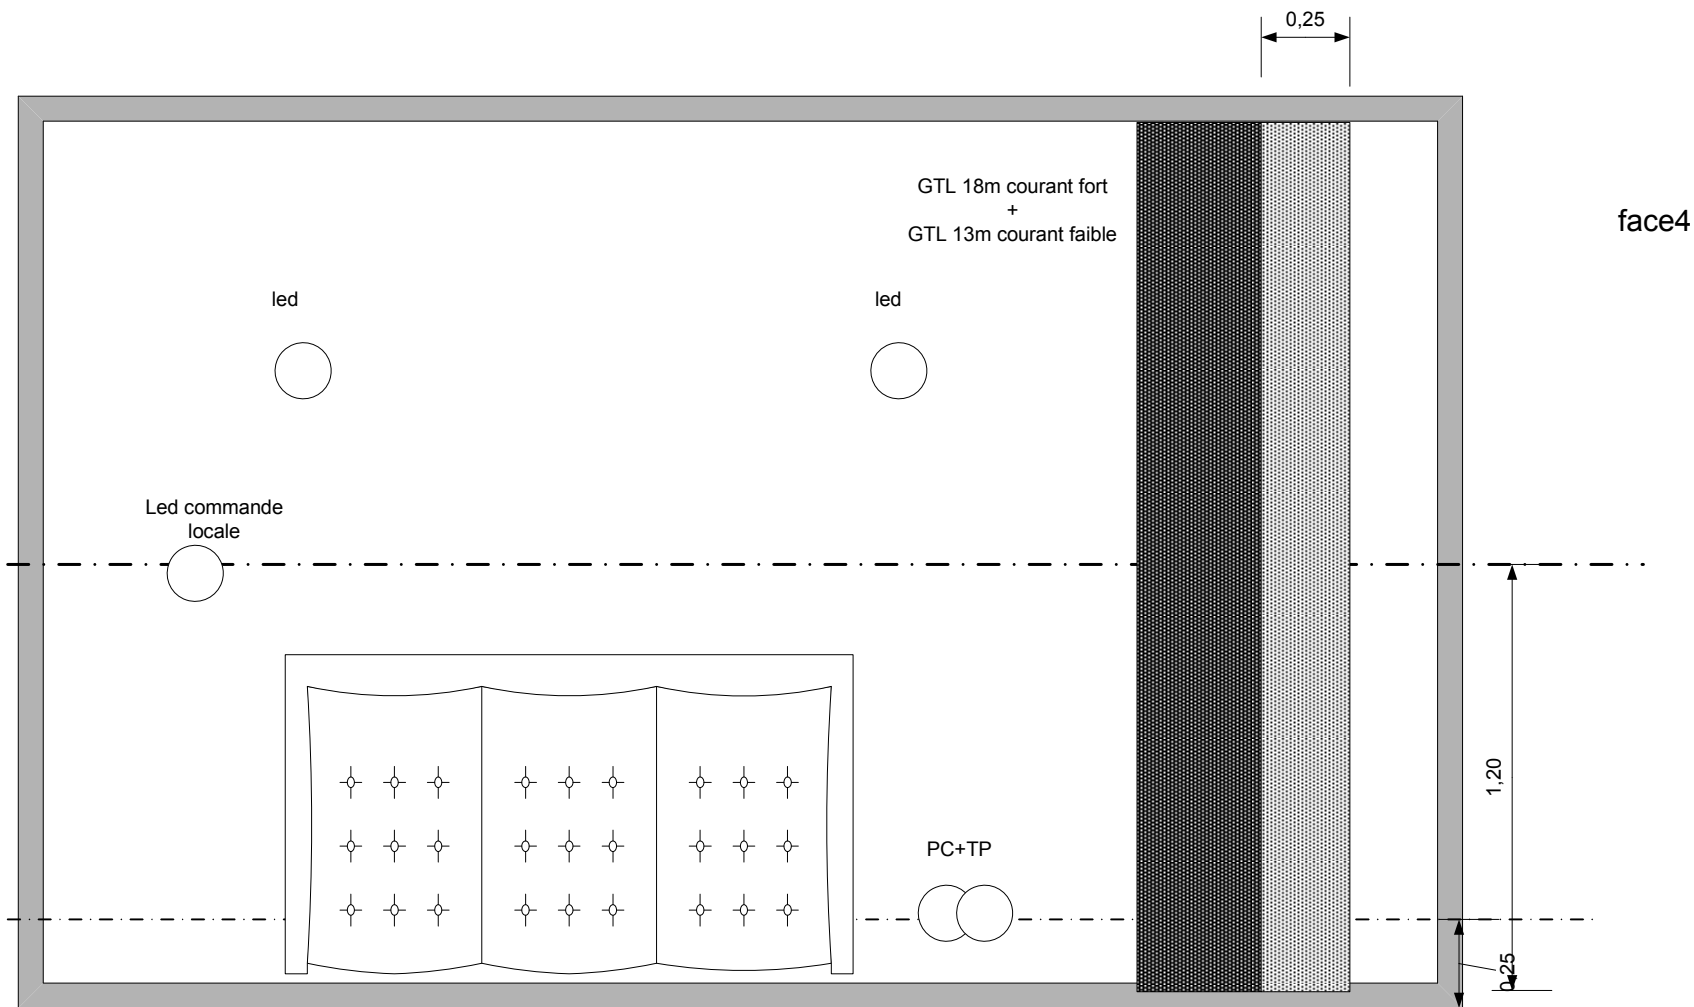 0,25
GTL 18m courant fort
+
GTL 13m courant faible
face4
led
led
Led commande
locale
1,20
PC+TP
0,25